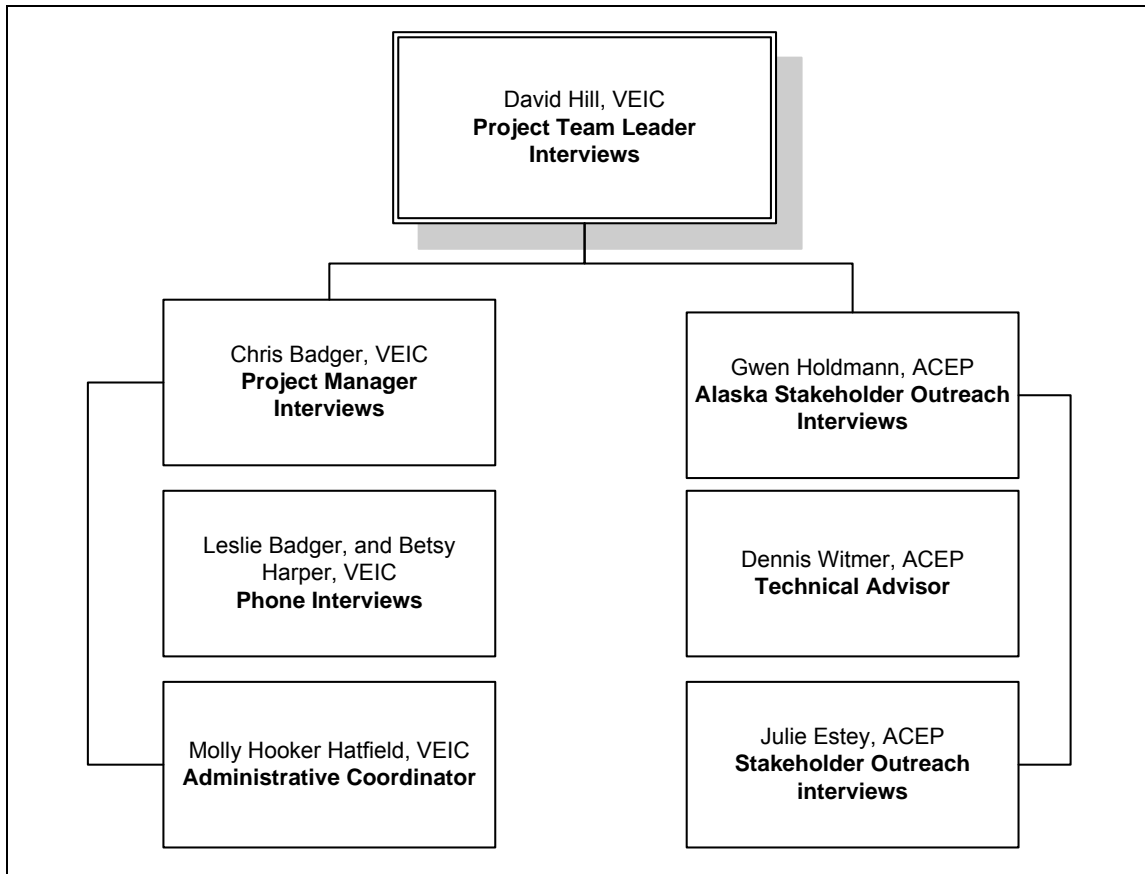 David Hill, VEIC
Project Team Leader
Interviews
Chris Badger, VEIC
Project Manager
Interviews
Gwen Holdmann, ACEP
Alaska Stakeholder Outreach
Interviews
Leslie Badger, and Betsy
Harper, VEIC
Phone Interviews
Dennis Witmer, ACEP
Technical Advisor
Molly Hooker Hatfield, VEIC
Administrative Coordinator
Julie Estey, ACEP
Stakeholder Outreach
interviews